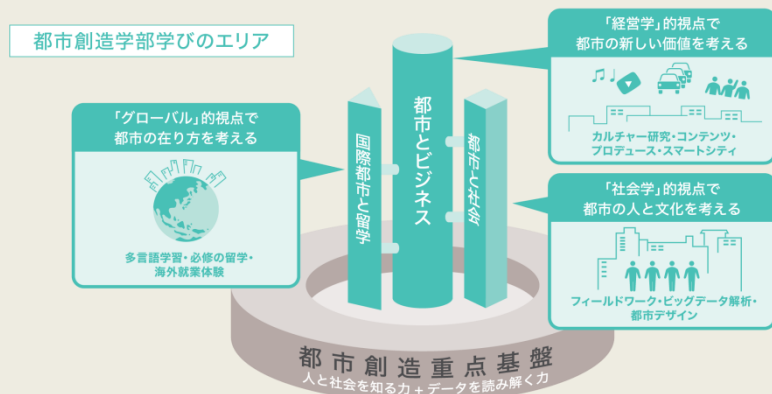 都市創造学部学びのエリア
「経営学」的視点で
都市の新しい価値を考える
カルチャー研究・コンテンツ・
プロデュース・スマートシティ
「グローバル」的視点で
都市の在り方を考える
多言語学習・必修の留学・
海外就業体験
国際都市と留学
都市とビジネス
都市と社会
「社会学」的視点で
都市の人と文化を考える
フィールドワーク・ビッグデータ解析・
都市デザイン
都市創造重点基盤
人と社会を知る力+データを読み解く力